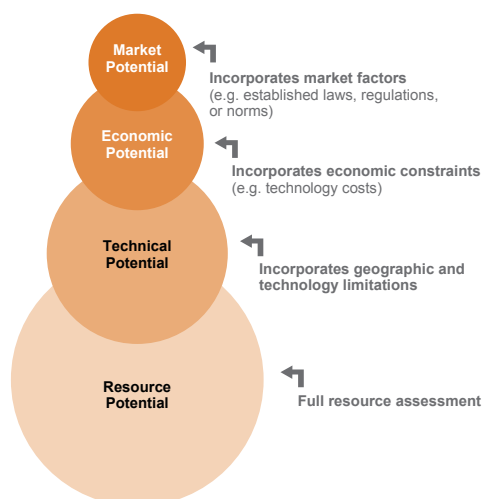 Market
Potential
Incorporates market factors
(e.g. established laws, regulations,
or norms)
Economic
Potential
Incorporates economic constraints
(e.g. technology costs)
Technical
Potential
Incorporates geographic and
technology limitations
Resource
Potential
Full resource assessment